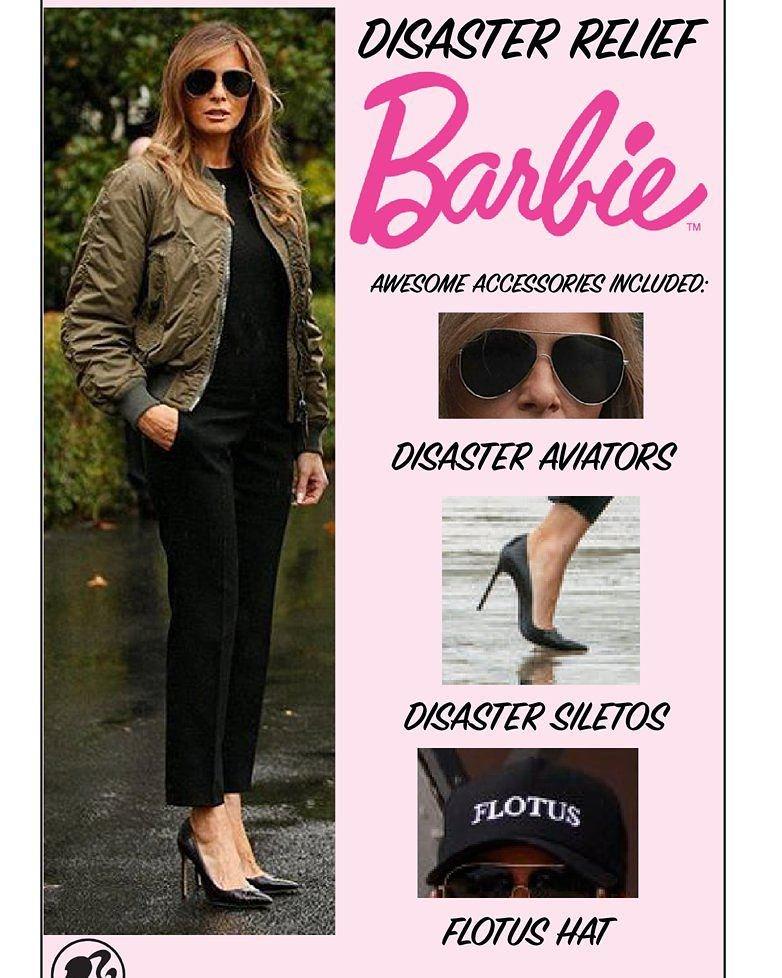 DISASTER RELIEF
Barbie
TM
AWESOME ACCESSORIES INCLUDED:
DISASTER AVIATORS
DISASTER SILETOS
FLOTUS
FLOTUS HAT